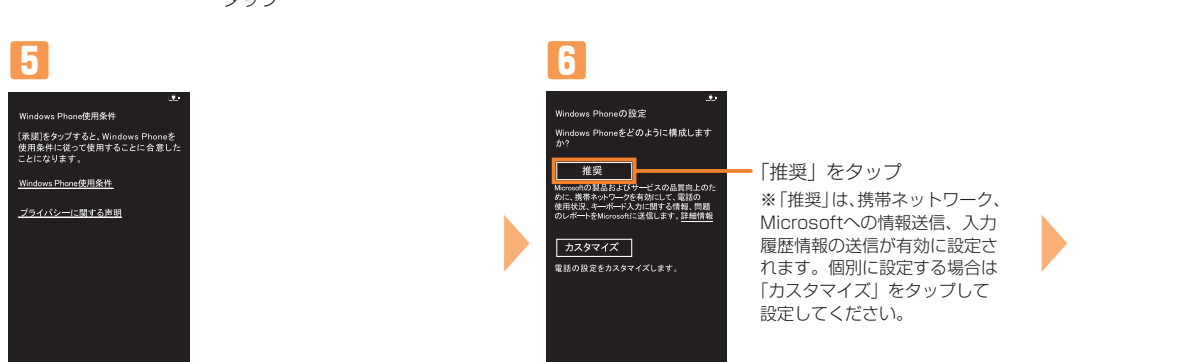 タップ
5
Windows Phone使用条件
[承諾]をタップすると、Windows Phoneを
使用条件に従って使用することに合意した
ことになります。
Windows Phone使用条件
プライバシーに関する声明
6
Windows Phoneの設定
Windows Phoneをどのように構成します
か?
推奨
Microsoftの製品およびサービスの品質向上のた
めに、携帯ネットワークを有効にして、電話の
使用状況、キーボード入力に関する情報、問題
のレポートをMicrosoftに送信します。詳細情報
カスタマイズ
電話の設定をカスタマイズします。
「推奨」をタップ
※「推奨」は、携帯ネットワーク、
Microsoftへの情報送信、入力
履歴情報の送信が有効に設定さ
れます。個別に設定する場合は
「カスタマイズ」をタップして
設定してください。